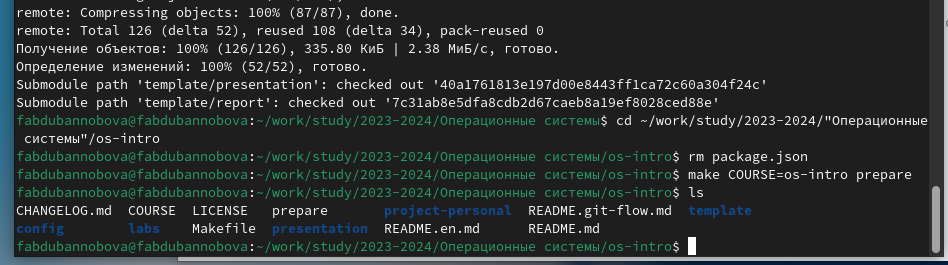 remote: Compressing objects: 100% (87/87), done.
remote: Total 126 (delta 52), reused 108 (delta 34), pack-reused 0
Получение объектов: 100% (126/126), 335.80 КиБ | 2.38 МиБ/с, готово.
Определение изменений: 100% (52/52), готово.
Submodule path 'template/presentation': checked out '40a1761813e197d00e8443ff1ca72c60a304f24c'
Submodule path 'template/report': checked out '7c31ab8e5dfa8cdb2d67caeb8a19ef8028ced88e'
fabdubannobova@fabdubannobova:~/work/study/2023-2024/Операционные системы$ cd ~/work/study/2023-2024/"Операционные
 системы"/os-intro
fabdubannobova@fabdubannobova:~/work/study/2023-2024/Операционные системы/os-intro$ rm package.json
fabdubannobova@fabdubannobova:~/work/study/2023-2024/Операционные системы/os-intro$ make COURSE=os-intro prepare
fabdubannobova@fabdubannobova:~/work/study/2023-2024/Операционные системы/os-intro$ ls
CHANGELOG.md  COURSE  LICENSE   prepare       project-personal  README.git-flow.md  template
config        labs    Makefile  presentation  README.en.md      README.md
fabdubannobova@fabdubannobova:~/work/study/2023-2024/Операционные системы/os-intro$